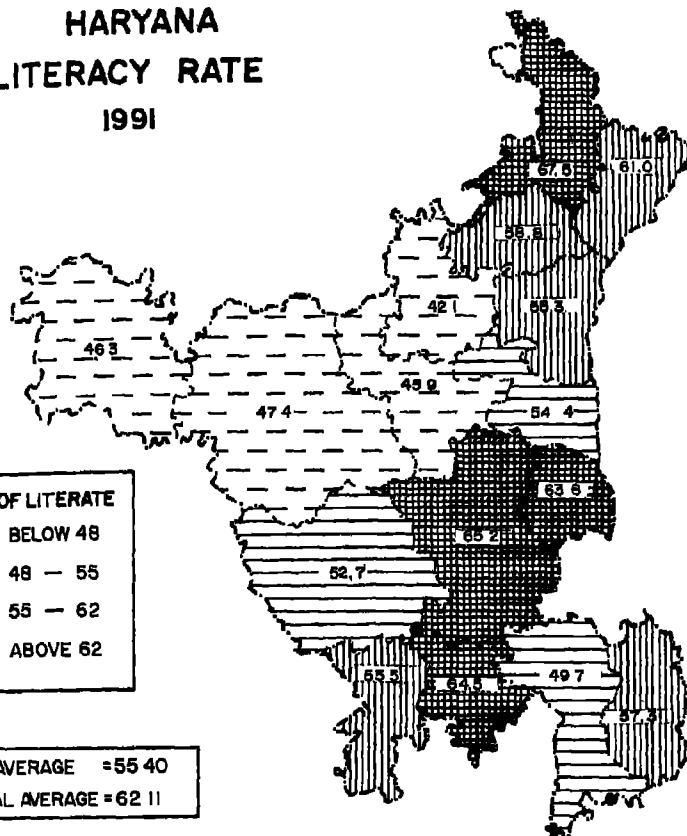 HARYANA
LITERACY RATE
1991
67.5
61.0
58.8
42 1
55.3
46 3
45 9
47 4
54 4
63 6
65 2
52.7
49 7
55.5
64.5
57.3
OF LITERATE
BELOW 48
48 — 55
55 — 62
ABOVE 62
AVERAGE =55 40
AL AVERAGE = 62 11